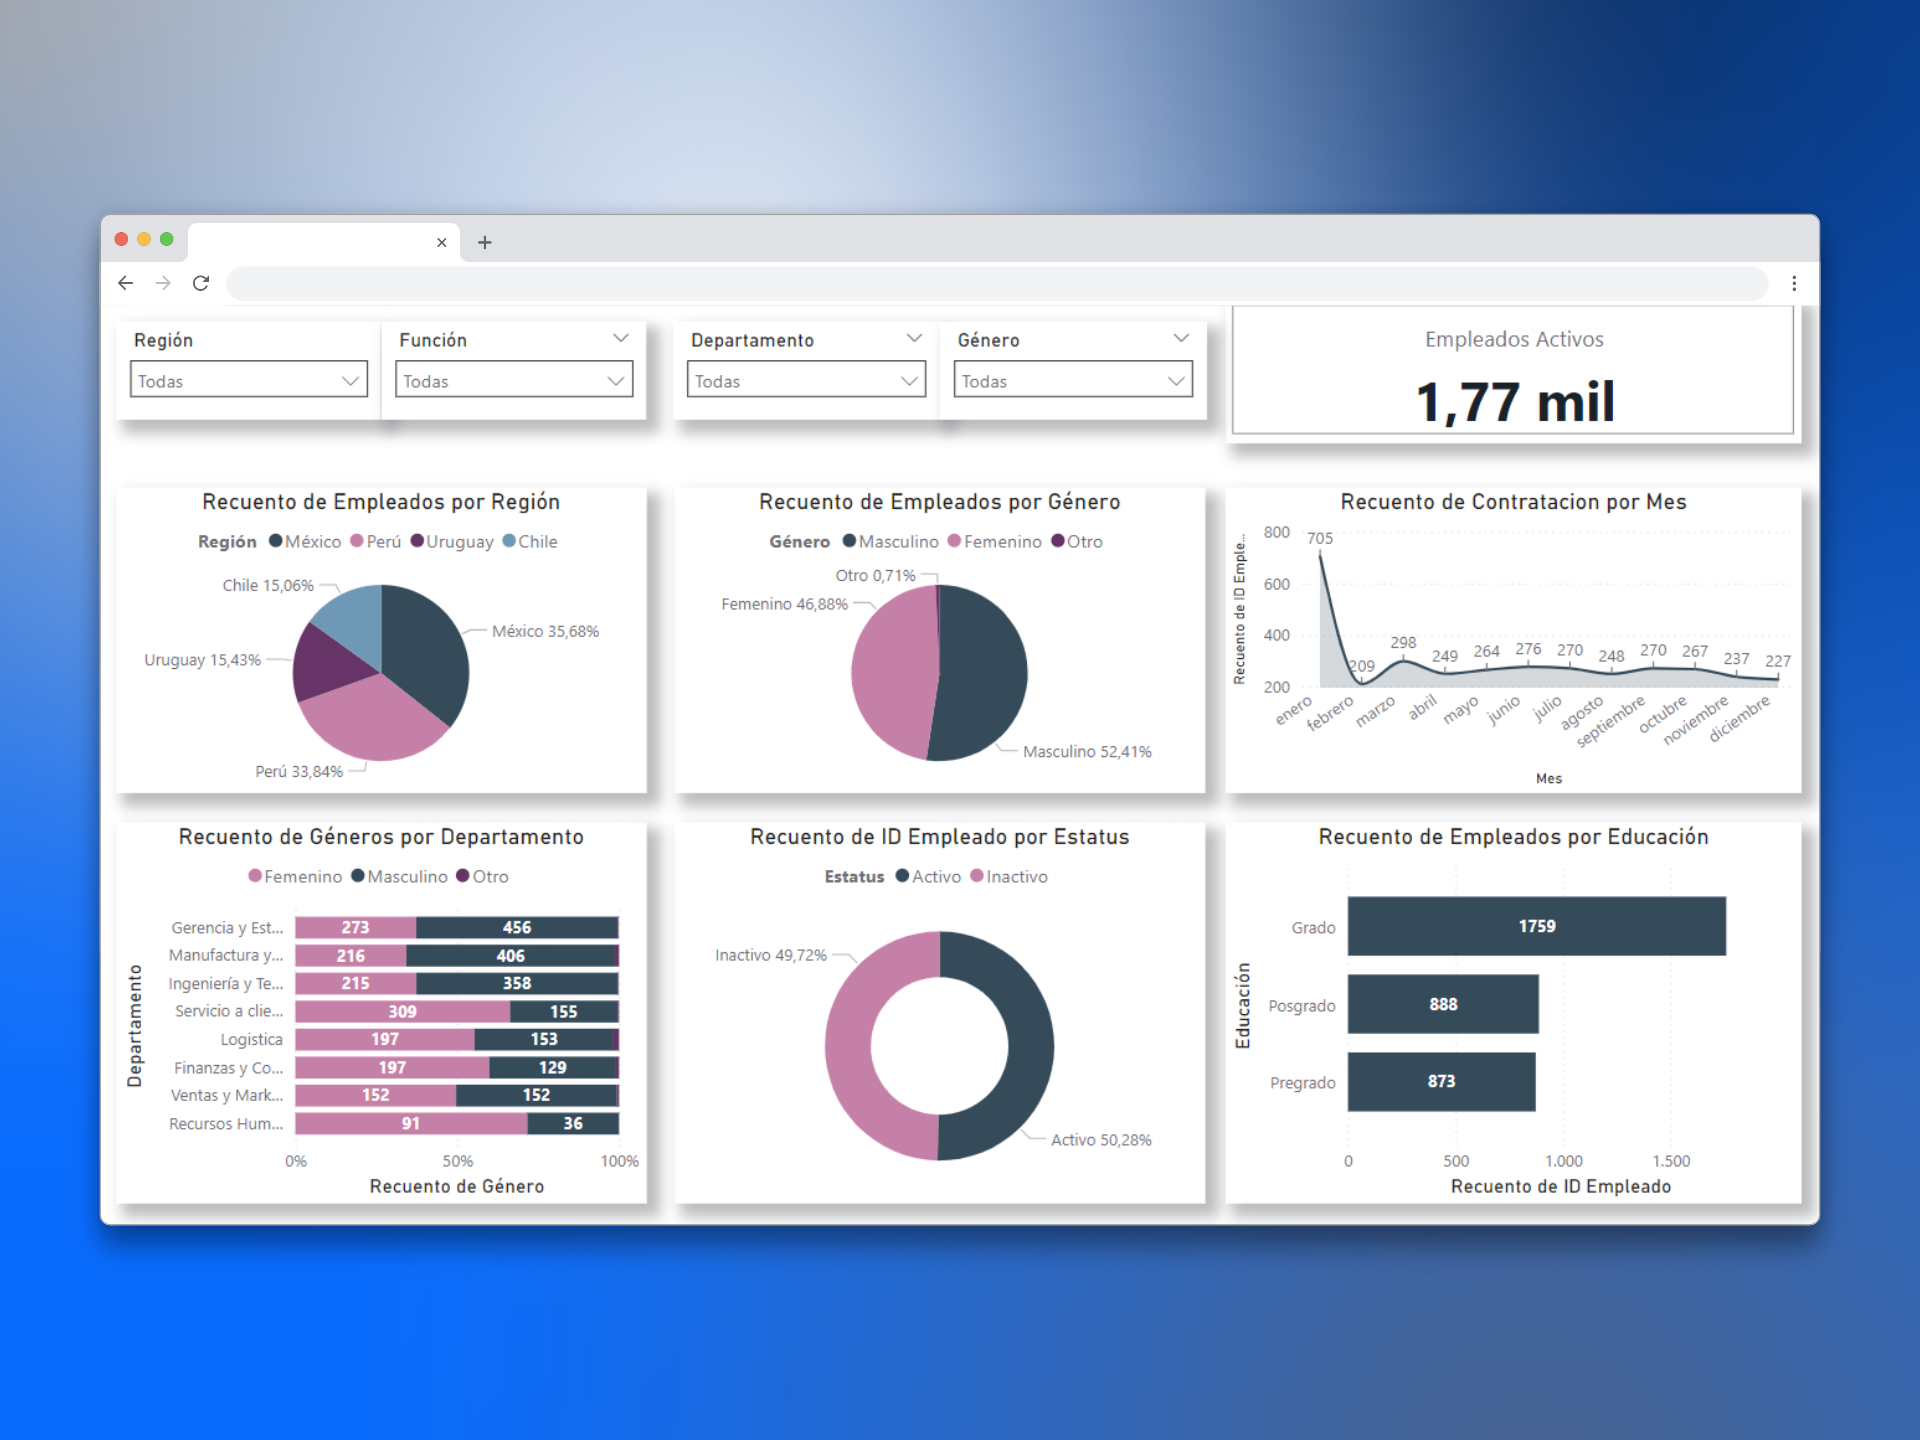 Región
Todas
Función
Todas
Departamento
Todas
Género
Todas
Empleados Activos
1,77 mil
Recuento de Empleados por Región
Región México Perú Uruguay Chile
Chile 15,06%
México 35,68%
Uruguay 15,43%
Perú 33,84%
Recuento de Empleados por Género
Género Masculino Femenino Otro
Otro 0,71%
Femenino 46,88%
Masculino 52,41%
Recuento de Contratacion por Mes
Recuento de ID Emple...
800
600
400
200
705
209
298
249
264
276
270
248
270
267
237
227
enero
febrero
marzo
abril
mayo
junio
julio
agosto
septiembre
octubre
noviembre
diciembre
Mes
Recuento de Géneros por Departamento
Femenino Masculino Otro
Departamento
Gerencia y Est... 273 456
Manufactura y... 216 406
Ingeniería y Te... 215 358
Servicio a clie... 309 155
Logistica 197 153
Finanzas y Co... 197 129
Ventas y Mark... 152 152
Recursos Hum... 91 36
0% 50% 100%
Recuento de Género
Recuento de ID Empleado por Estatus
Estatus Activo Inactivo
Inactivo 49,72%
Activo 50,28%
Recuento de Empleados por Educación
Educación
Grado 1759
Posgrado 888
Pregrado 873
0 500 1.000 1.500
Recuento de ID Empleado